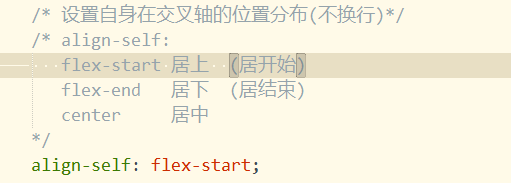 /* 设置自身在交叉轴的位置分布(不换行)*/
/* align-self:
flex-start 居上 (居开始)
flex-end 居下 (居结束)
center 居中
*/
align-self: flex-start;